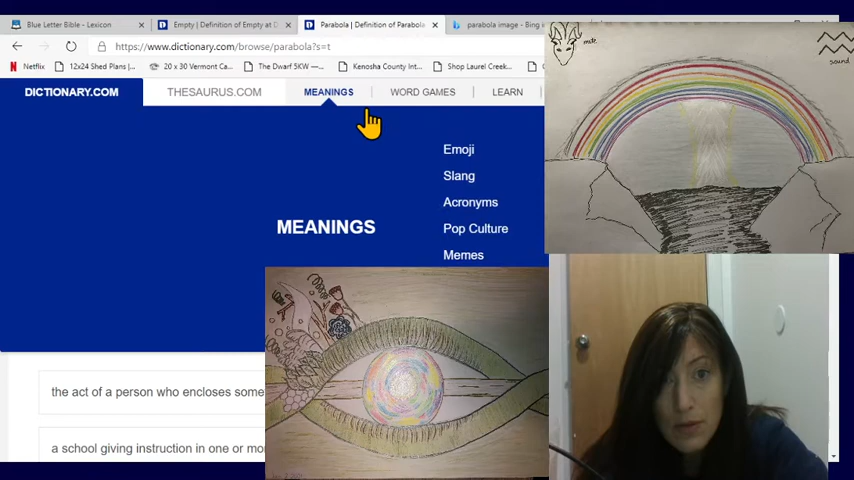 Blue Letter Bible - Lexicon
Empty | Definition of Empty at D
Parabola | Definition of Parabola
parabola image - Bing i
https://www.dictionary.com/browse/parabola?s=t
Netflix
12x24 Shed Plans |...
20 x 30 Vermont Ca...
The Dwarf 5KW —...
Kenosha County Int...
Shop Laurel Creek...
DICTIONARY.COM
THESAURUS.COM
MEANINGS
WORD GAMES
LEARN
MEANINGS
Emoji
Slang
Acronyms
Pop Culture
Memes
the act of a person who encloses some
a school giving instruction in one or mo
sound